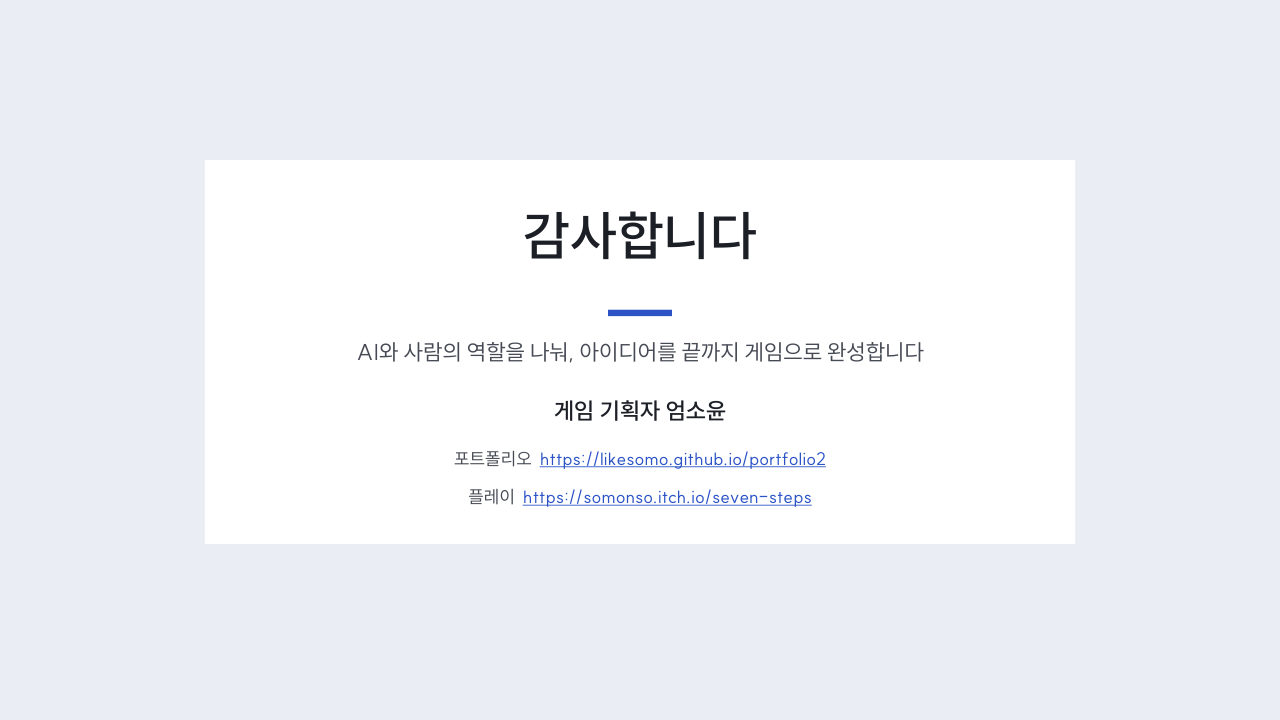 감사합니다
AI와 사람의 역할을 나눠, 아이디어를 끝까지 게임으로 완성합니다
게임 기획자 엄소윤
포트폴리오 https://likesomo.github.io/portfolio2
플레이 https://somonso.itch.io/seven-steps